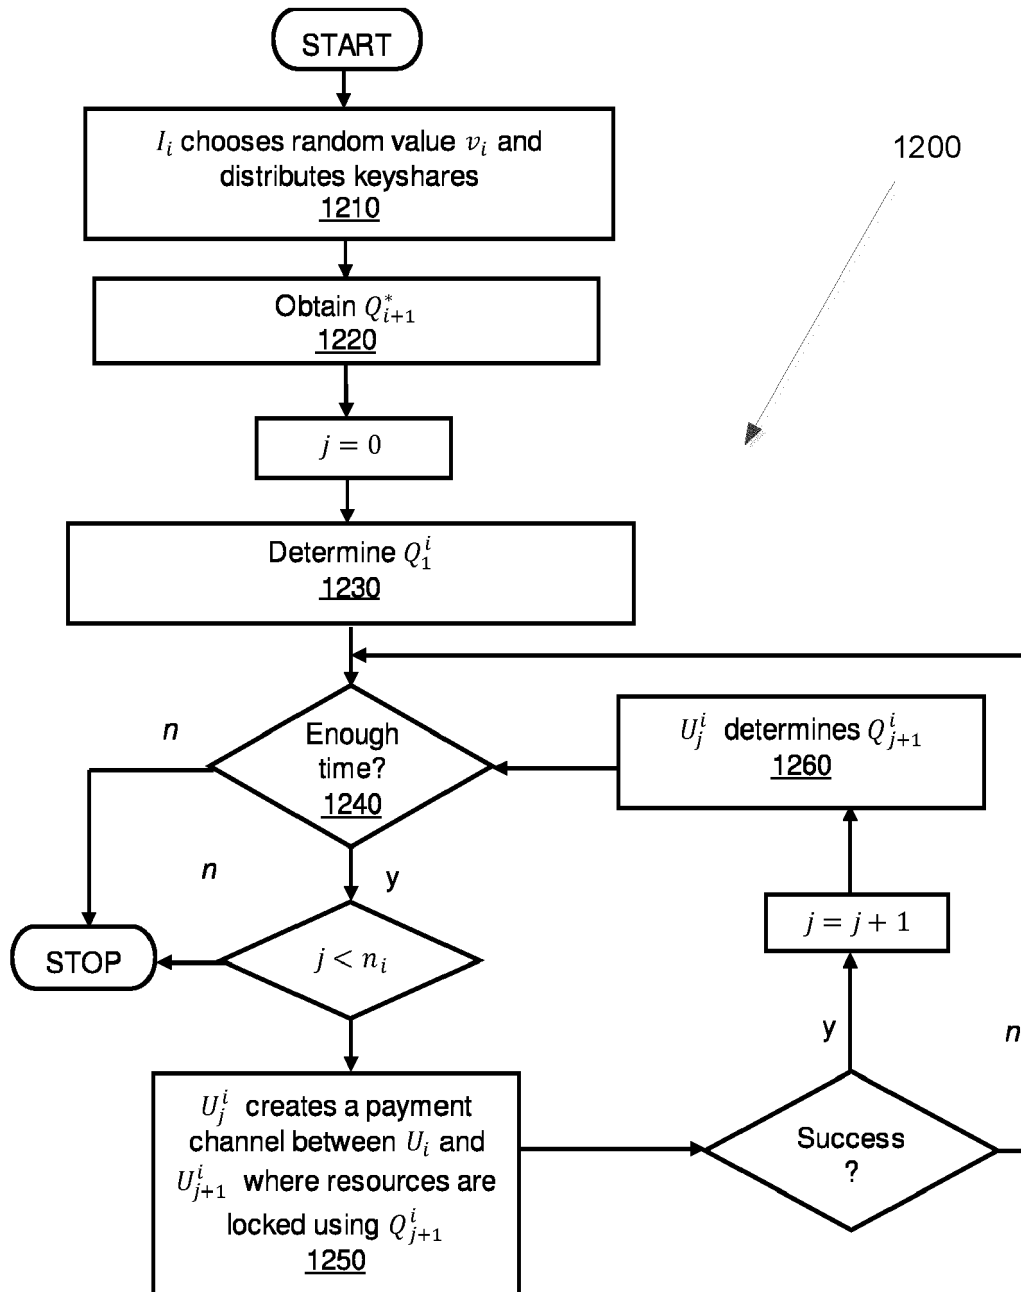 START
I_i chooses random value v_i and
distributes keyshares
1210
1200
Obtain Q*_{i+1}
1220
j = 0
Determine Q^i_1
1230
n
Enough
time?
1240
U^i_j determines Q^i_{j+1}
1260
n
y
j = j + 1
STOP
j < n_i
y
n
U^i_j creates a payment
channel between U_i and
U^i_{j+1} where resources are
locked using Q^i_{j+1}
1250
Success
?